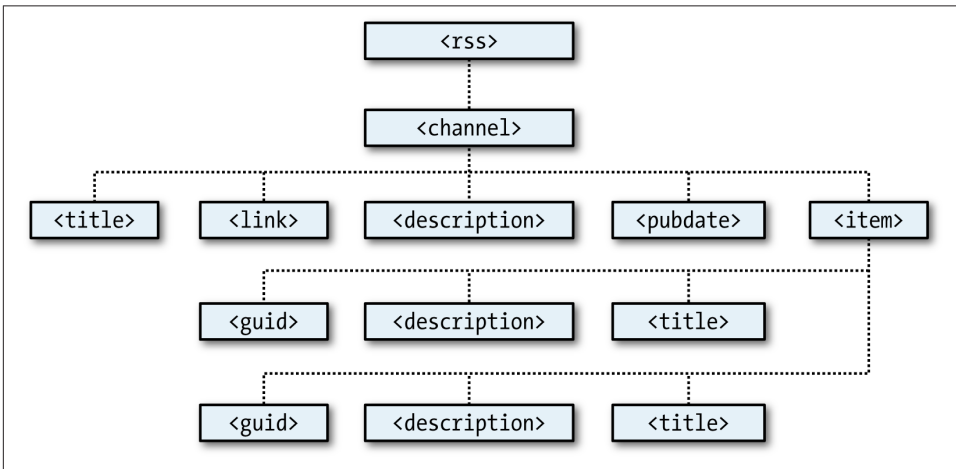 <rss>
<channel>
<title> <link> <description> <pubdate> <item>
<guid> <description> <title>
<guid> <description> <title>